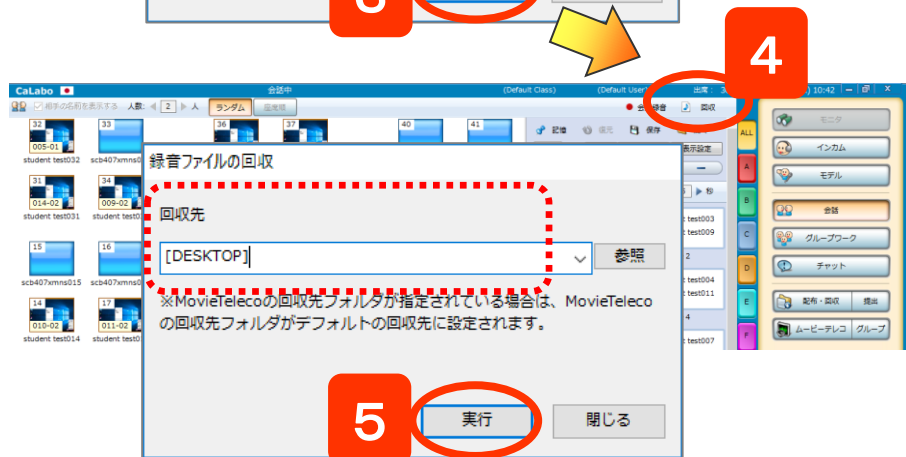 4
CaLabo 会話中 (Default Class) (Default User) 出席: 10:42
相手の名前を表示する 人数: 2 人 ランダム 座席順 会話録音 回収
32 33 36 37 40 41 記憶 復元 保存
005-01 表示設定
student test032 scb407xmns0
録音ファイルの回収
31 34
014-02 009-02
student test031 student test0
回収先
test003
test009
[DESKTOP] 参照
2
15 16
scb407xmns015 scb407xmns0
test004
test011
※MovieTelecoの回収先フォルダが指定されている場合は、MovieTeleco
の回収先フォルダがデフォルトの回収先に設定されます。
4
14 17
010-02 011-02
student test014 student test0
test007
ALL
A
B
C
D
E
F
モニタ
インカム
モデル
会話
グループワーク
チャット
配布・回収 提出
ムービーテレコ グループ
5
実行 閉じる